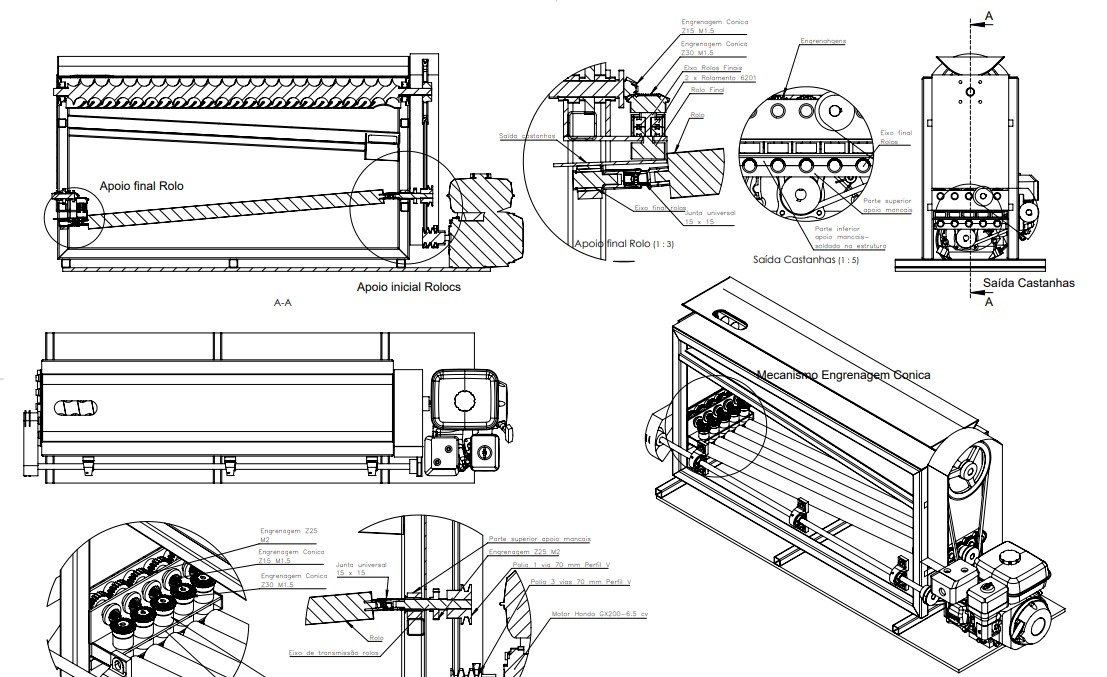 A
Engrenagem Conica
Z15 M1.5
Engrenagem Conica
Z30 M1.5
Eixo Rolos Finais
2 x Rolamento 6201
Rolo Final
Rolo
Saída castanhas
Eixo final rolos
Junta universal
15 x 15
Apoio final Rolo (1 : 3)
Engrenahgens
Eixo final
Rolos
Parte superior
apoio mancais
Parte inferior
apoio mancais-
soldado na estrutura
Saída Castanhas (1 : 5)
Saída Castanhas
A
Apoio final Rolo
Apoio inicial Rolocs
A-A
Mecanismo Engrenagem Conica
Engrenagem Z25
M2
Engrenagem Conica
Z15 M1.5
Engrenagem Conica
Z30 M1.5
Junta universal
15 x 15
Rolo
Eixo de transmissão rolos
Parte superior apoio mancais
Engrenagem Z25 M2
Polia 1 via 70 mm Perfil V
Polia 3 vias 70 mm Perfil V
Motor Honda GX200-6.5 cv